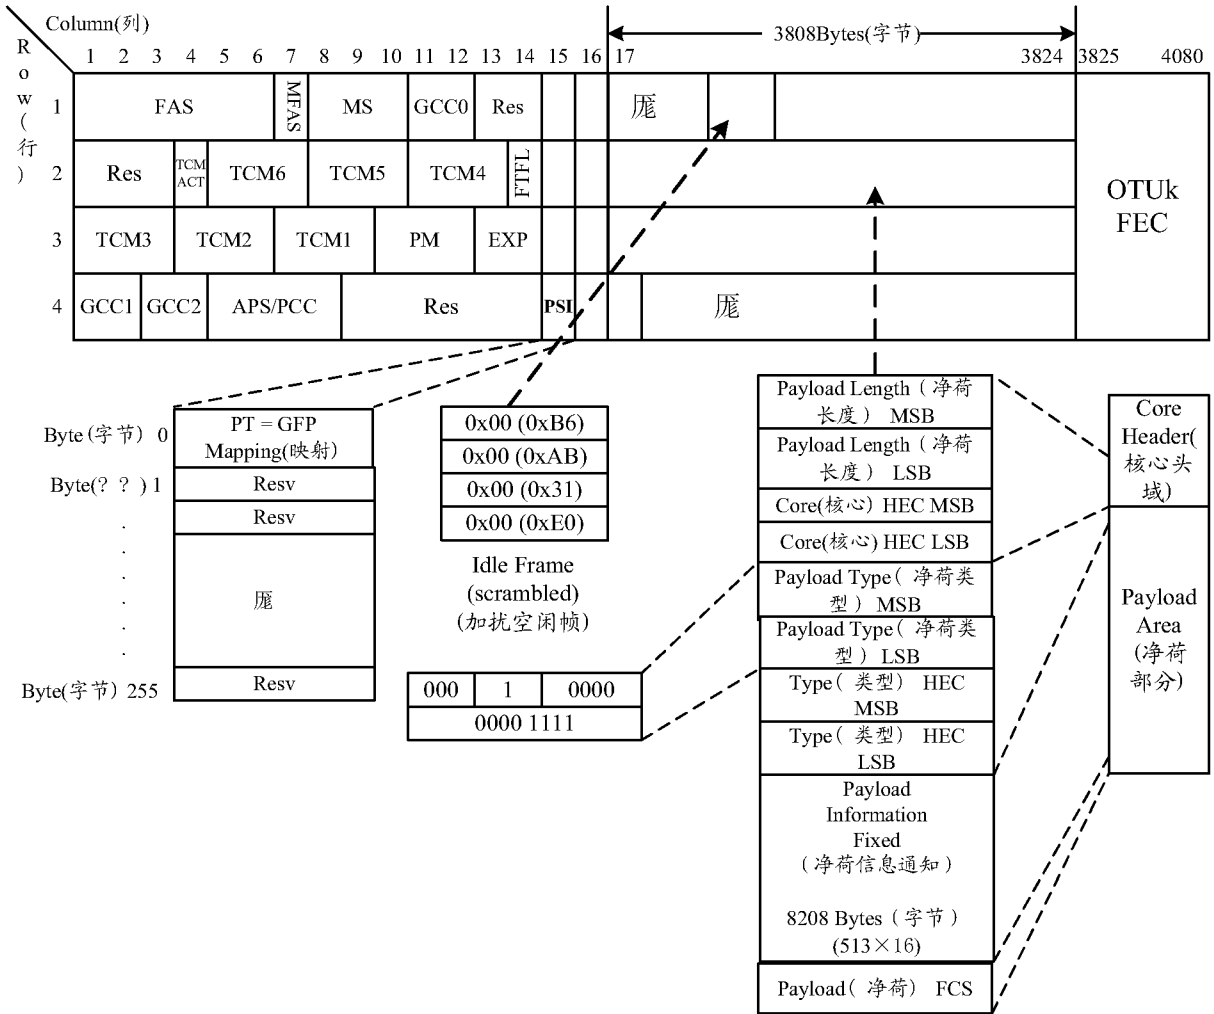 Column(列)
Row(行)
3808Bytes(字节)
1 2 3 4 5 6 7 8 9 10 11 12 13 14 15 16 17 3824 3825 4080
1 FAS MFAS MS GCC0 Res 厖
2 Res TCM ACT TCM6 TCM5 TCM4 FTFL
OTUk
FEC
3 TCM3 TCM2 TCM1 PM EXP
4 GCC1 GCC2 APS/PCC Res PSI 厖
Byte(字节) 0
PT = GFP
Mapping(映射)
Byte(? ? ) 1
Resv
Resv
厖
Byte(字节) 255
Resv
0x00 (0xB6)
0x00 (0xAB)
0x00 (0x31)
0x00 (0xE0)
Idle Frame
(scrambled)
(加扰空闲帧)
000 1 0000
0000 1111
Payload Length (净荷
长度) MSB
Payload Length (净荷
长度) LSB
Core(核心) HEC MSB
Core(核心) HEC LSB
Payload Type( 净荷类
型) MSB
Payload Type( 净荷类
型) LSB
Type( 类型) HEC
MSB
Type( 类型) HEC
LSB
Payload
Information
Fixed
(净荷信息通知)
8208 Bytes (字节)
(513×16)
Payload( 净荷) FCS
Core
Header(
核心头
域)
Payload
Area
(净荷
部分)